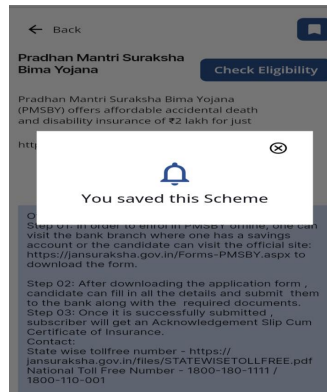 Back
Pradhan Mantri Suraksha
Bima Yojana
Check Eligibility
Pradhan Mantri Suraksha Bima Yojana
(PMSBY) offers affordable accidental death
and disability insurance of ₹2 lakh for just
You saved this Scheme
Step 01: In order to enrol in PMSBY offline, one can
visit the bank branch where one has a savings
account or the candidate can visit the official site:
https://jansuraksha.gov.in/Forms-PMSBY.aspx to
download the form.
Step 02: After downloading the application form ,
candidate can fill in all the details and submit them
to the bank along with the required documents.
Step 03: Once it is successfully submitted ,
subscriber will get an Acknowledgement Slip Cum
Certificate of Insurance.
Contact:
State wise tollfree number - https://
jansuraksha.gov.in/files/STATEWISETOLLFREE.pdf
National Toll Free Number - 1800-180-1111 /
1800-110-001